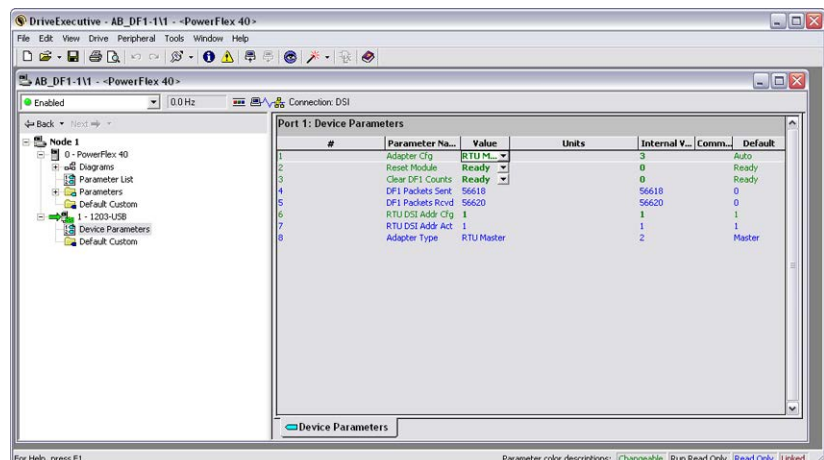 DriveExecutive - AB_DF1-1\1 - <PowerFlex 40>
File Edit View Drive Peripheral Tools Window Help
AB_DF1-1\1 - <PowerFlex 40>
Enabled 0.0 Hz Connection: DSI
Back Next
Node 1
0 - PowerFlex 40
Diagrams
Parameter List
Parameters
Default Custom
1 - 1203-USB
Device Parameters
Default Custom
Port 1: Device Parameters
# Parameter Na... Value Units Internal V... Comm... Default
1 Adapter Cfg RTU M... 3 Auto
2 Reset Module Ready 0 Ready
3 Clear DF1 Counts Ready 0 Ready
4 DF1 Packets Sent 56618 56618 0
5 DF1 Packets Rcvd 56620 56620 0
6 RTU DSI Addr Cfg 1 1 1
7 RTU DSI Addr Act 1 1 1
8 Adapter Type RTU Master 2 Master
Device Parameters
For Help, press F1 Parameter color descriptions: Changeable Run Read Only Read Only Linked